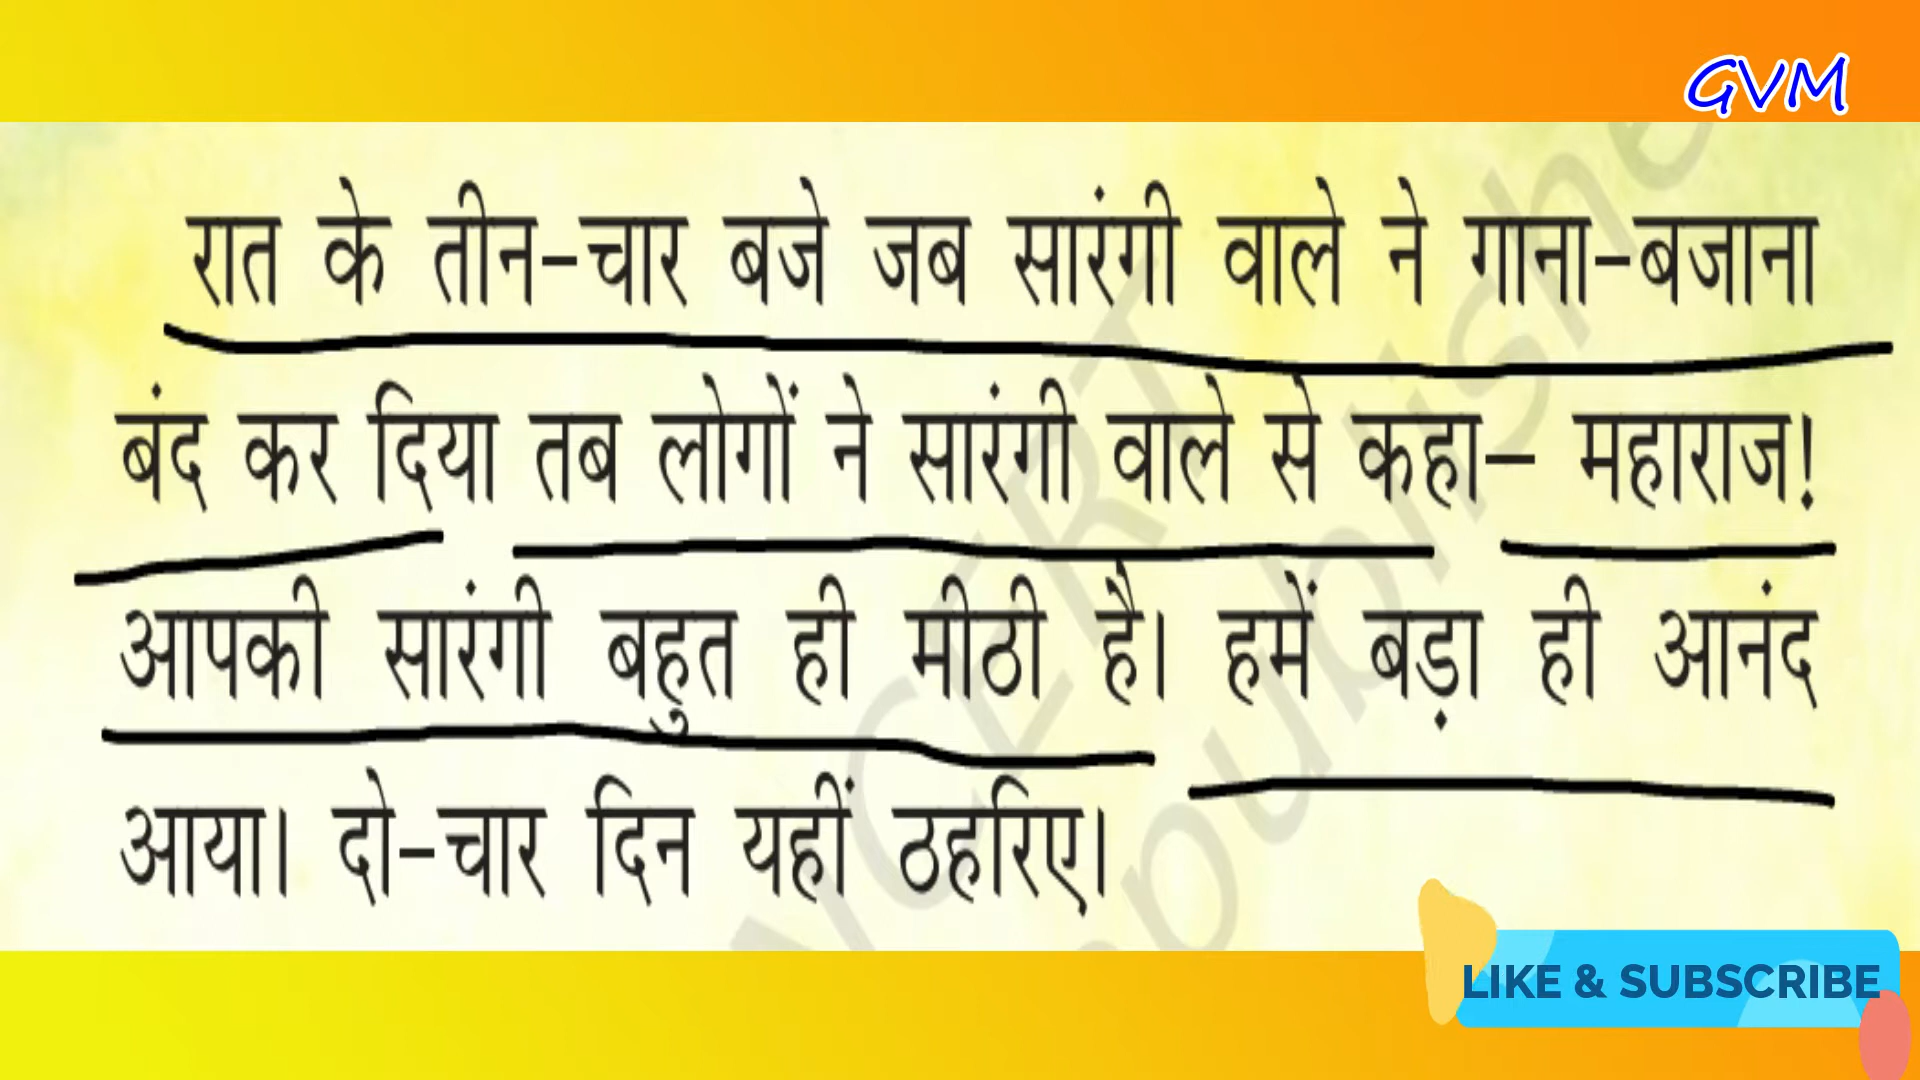 GVM
रात के तीन-चार बजे जब सारंगी वाले ने गाना-बजाना
बंद कर दिया तब लोगों ने सारंगी वाले से कहा– महाराज!
आपकी सारंगी बहुत ही मीठी है। हमें बड़ा ही आनंद
आया। दो-चार दिन यहीं ठहरिए।
LIKE & SUBSCRIBE